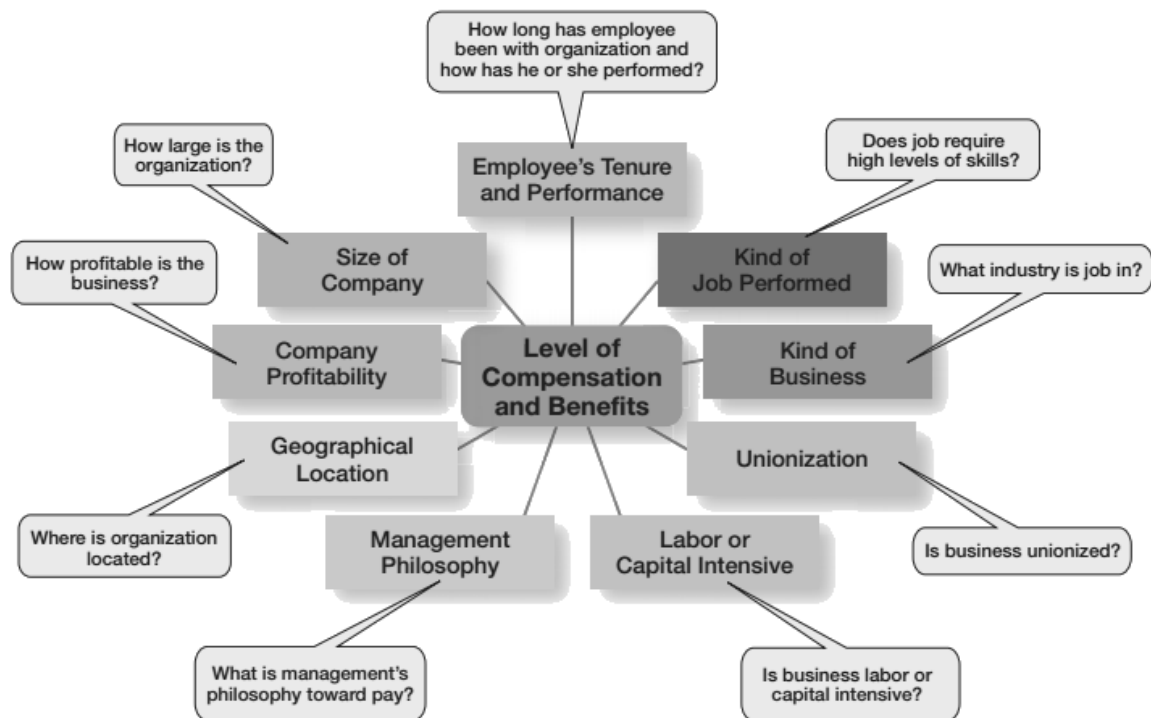 How long has employee
been with organization and
how has he or she performed?
Employee's Tenure
and Performance
Does job require
high levels of skills?
Kind of
Job Performed
What industry is job in?
Kind of
Business
Unionization
Is business unionized?
Labor or
Capital Intensive
Is business labor or
capital intensive?
Management
Philosophy
What is management's
philosophy toward pay?
Geographical
Location
Where is organization
located?
Company
Profitability
How profitable is the
business?
Size of
Company
How large is the
organization?
Level of
Compensation
and Benefits